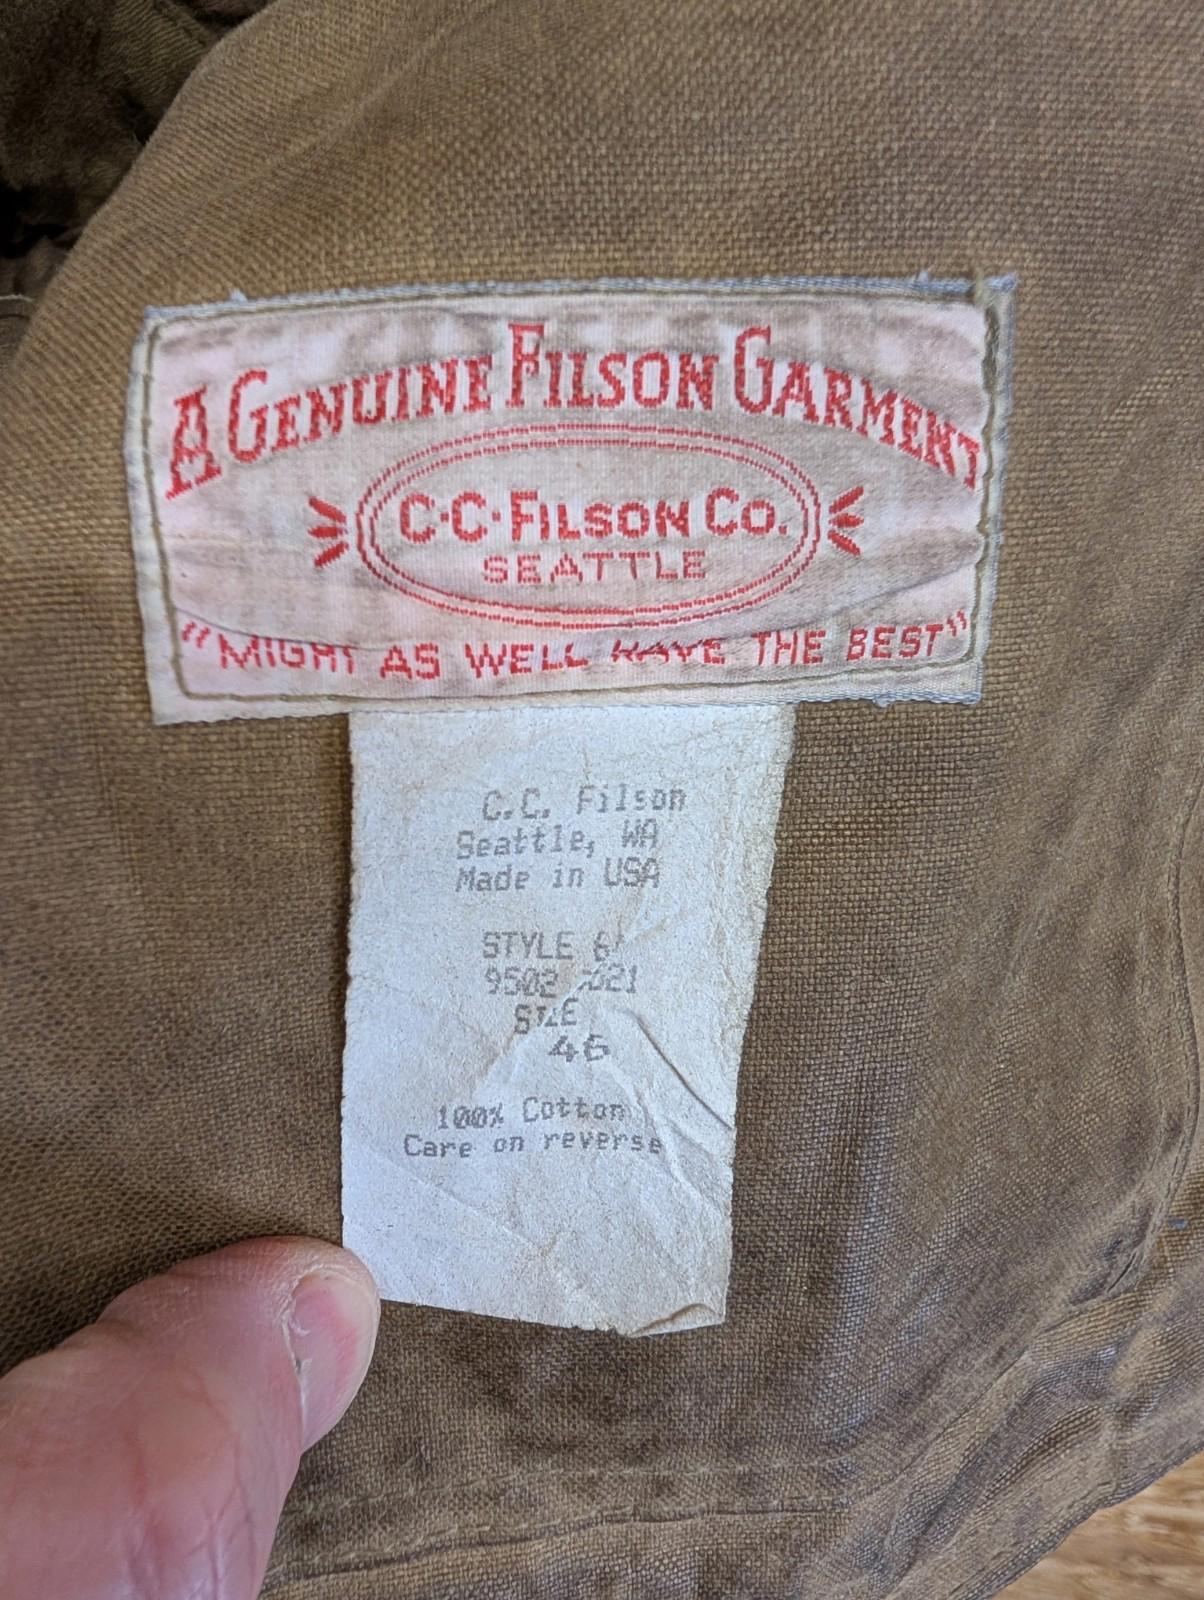 A GENUINE FILSON GARMENT
C·C·FILSON CO.
SEATTLE
"MIGHT AS WELL HAVE THE BEST"
C.C. Filson
Seattle, WA
Made in USA
STYLE
9502
SIZE
46
100% Cotton
Care on reverse